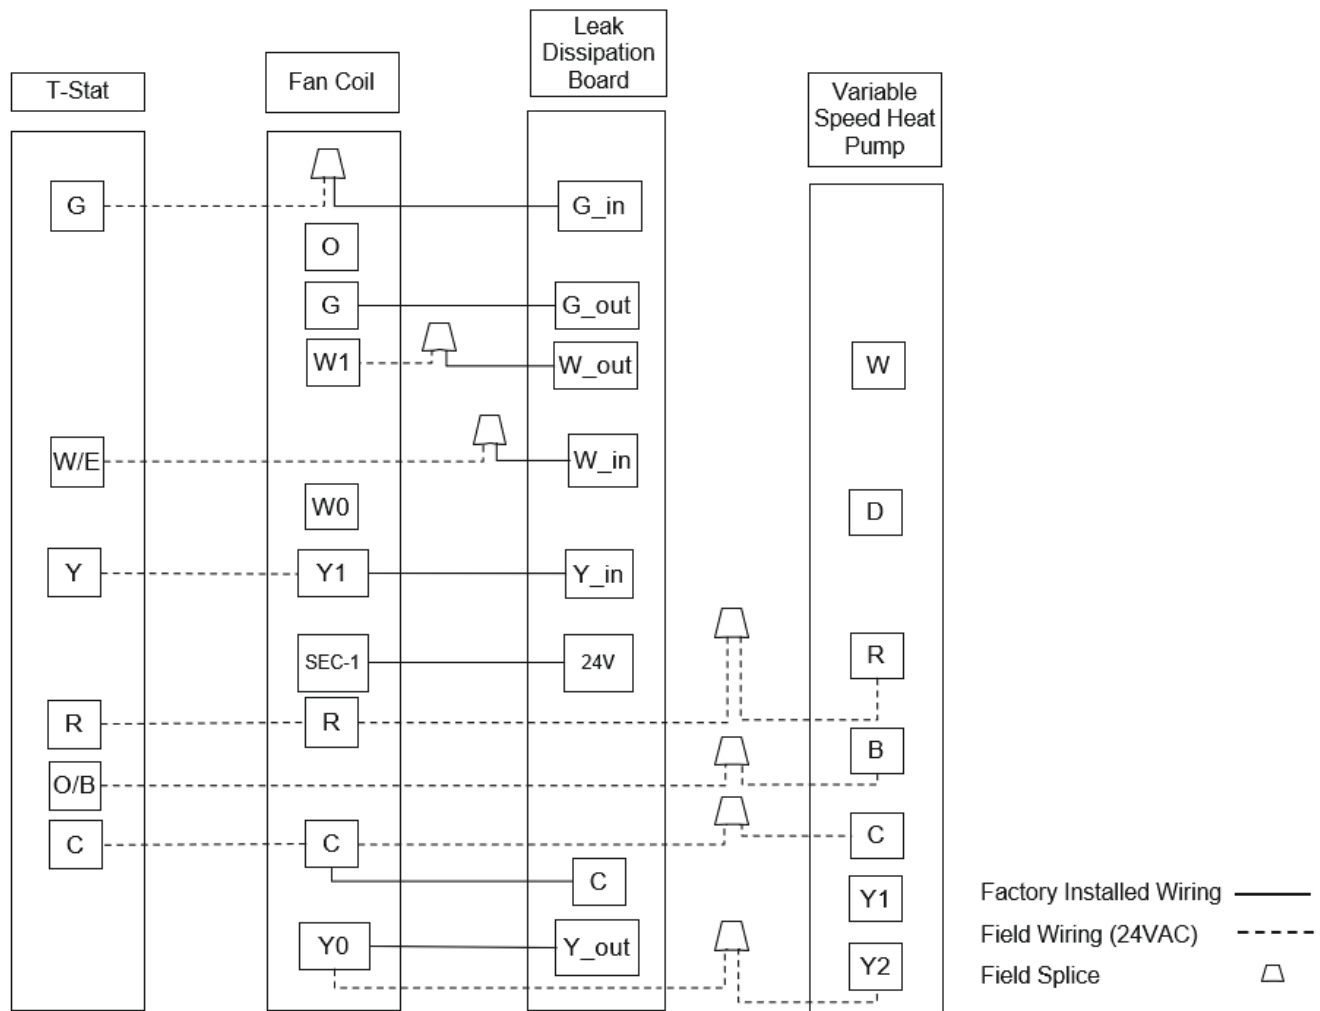 Leak
Dissipation
Board
Fan Coil
T-Stat
Variable
Speed Heat
Pump
G
G_in
O
G
G_out
W1
W_out
W
W/E
W_in
W0
D
Y
Y1
Y_in
SEC-1
24V
R
R
R
B
O/B
C
C
C
C
Y1
Y0
Y_out
Y2
Factory Installed Wiring
Field Wiring (24VAC)
Field Splice